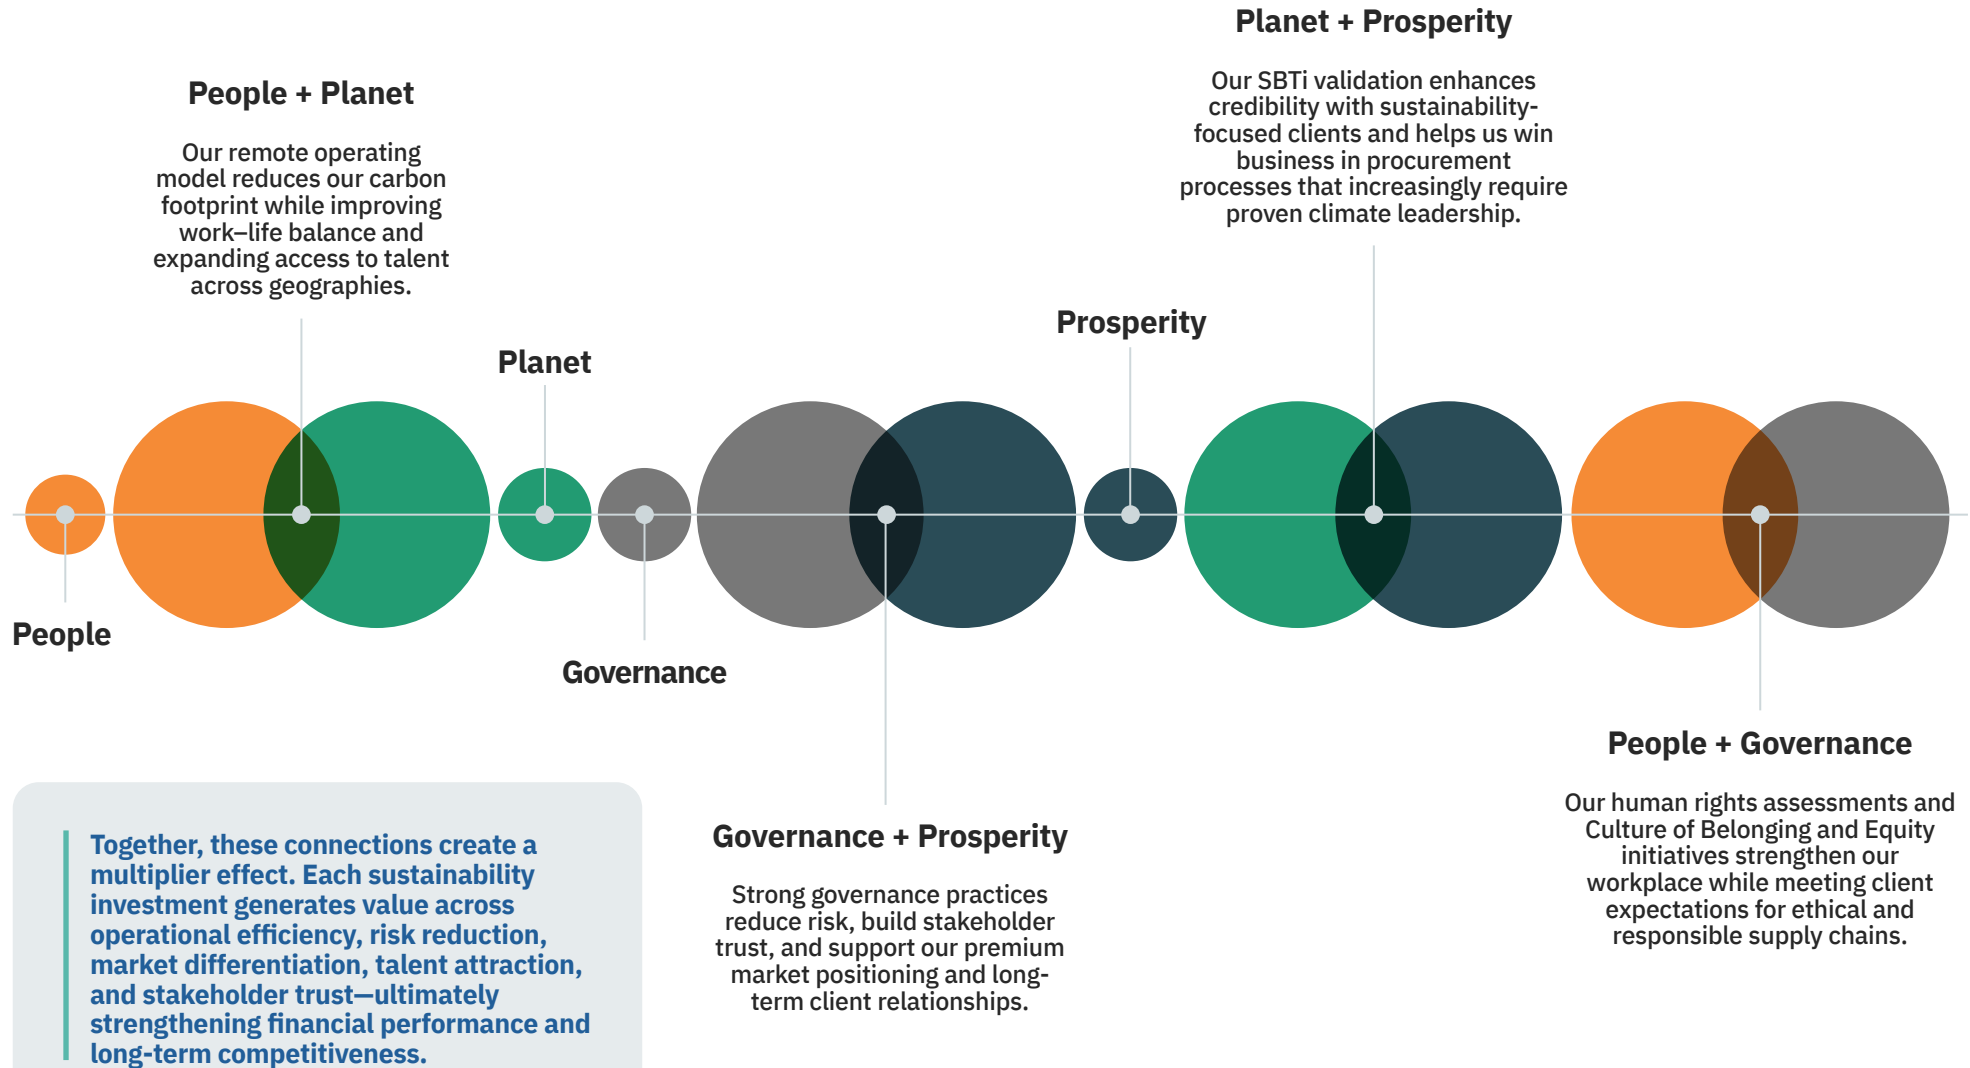 People + Planet
Our remote operating
model reduces our carbon
footprint while improving
work–life balance and
expanding access to talent
across geographies.
Planet + Prosperity
Our SBTi validation enhances
credibility with sustainability-
focused clients and helps us win
business in procurement
processes that increasingly require
proven climate leadership.
Prosperity
Planet
People
Governance
Governance + Prosperity
Strong governance practices
reduce risk, build stakeholder
trust, and support our premium
market positioning and long-
term client relationships.
People + Governance
Our human rights assessments and
Culture of Belonging and Equity
initiatives strengthen our
workplace while meeting client
expectations for ethical and
responsible supply chains.
Together, these connections create a
multiplier effect. Each sustainability
investment generates value across
operational efficiency, risk reduction,
market differentiation, talent attraction,
and stakeholder trust—ultimately
strengthening financial performance and
long-term competitiveness.